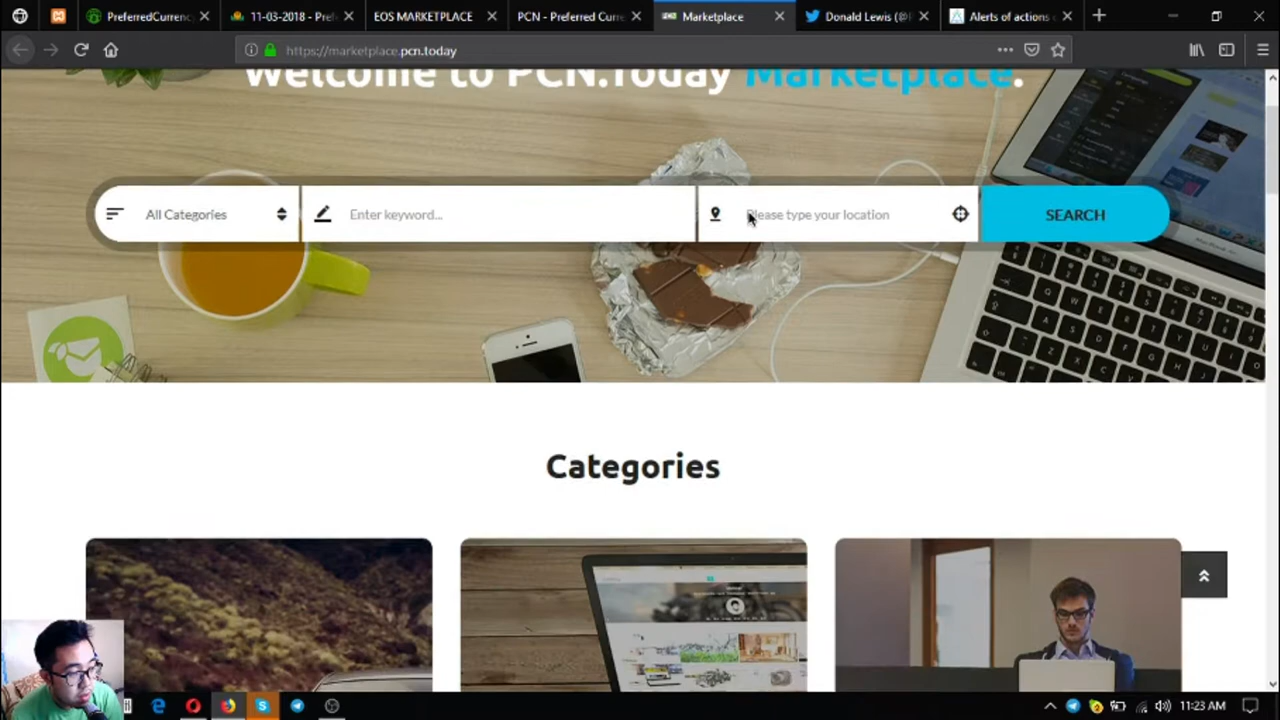 PreferredCurrenc
11-03-2018 - Pref
EOS MARKETPLACE
PCN - Preferred Curre
Marketplace
Donald Lewis (@
Alerts of actions
https://marketplace.pcn.today
Welcome to PCN.Today Marketplace.
All Categories
Enter keyword...
Please type your location
SEARCH
Categories
11:23 AM